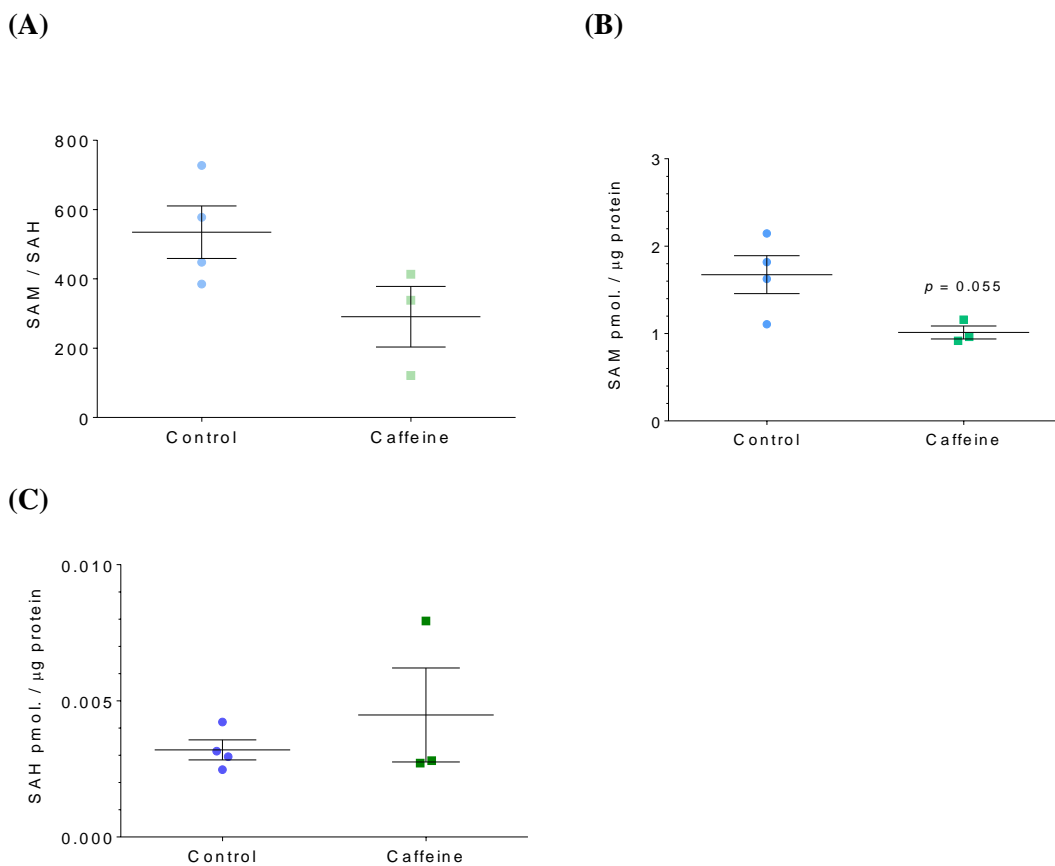 (A)
800
600
400
200
0
SAM / SAH
Control
Caffeine
(B)
3
2
1
0
SAM pmol. / µg protein
p = 0.055
Control
Caffeine
(C)
0.010
0.005
0.000
SAH pmol. / µg protein
Control
Caffeine